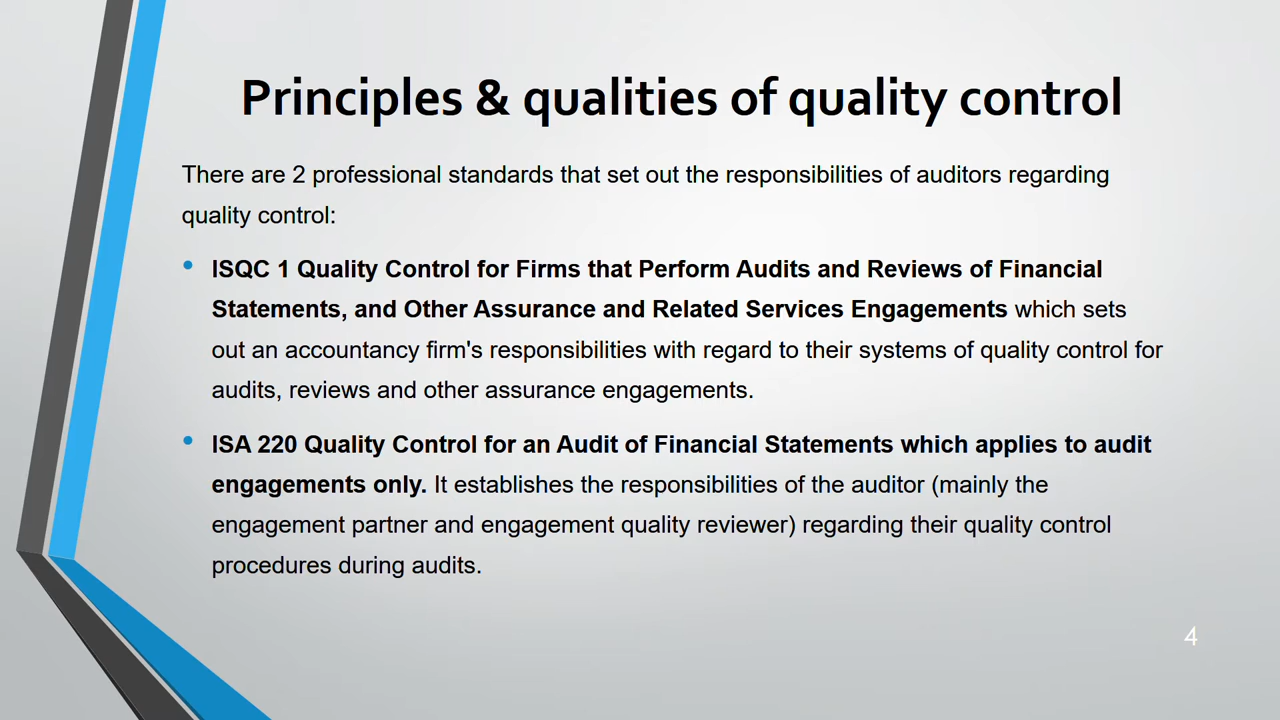 Principles & qualities of quality control
There are 2 professional standards that set out the responsibilities of auditors regarding
quality control:
• ISQC 1 Quality Control for Firms that Perform Audits and Reviews of Financial
Statements, and Other Assurance and Related Services Engagements which sets
out an accountancy firm's responsibilities with regard to their systems of quality control for
audits, reviews and other assurance engagements.
• ISA 220 Quality Control for an Audit of Financial Statements which applies to audit
engagements only. It establishes the responsibilities of the auditor (mainly the
engagement partner and engagement quality reviewer) regarding their quality control
procedures during audits.
4